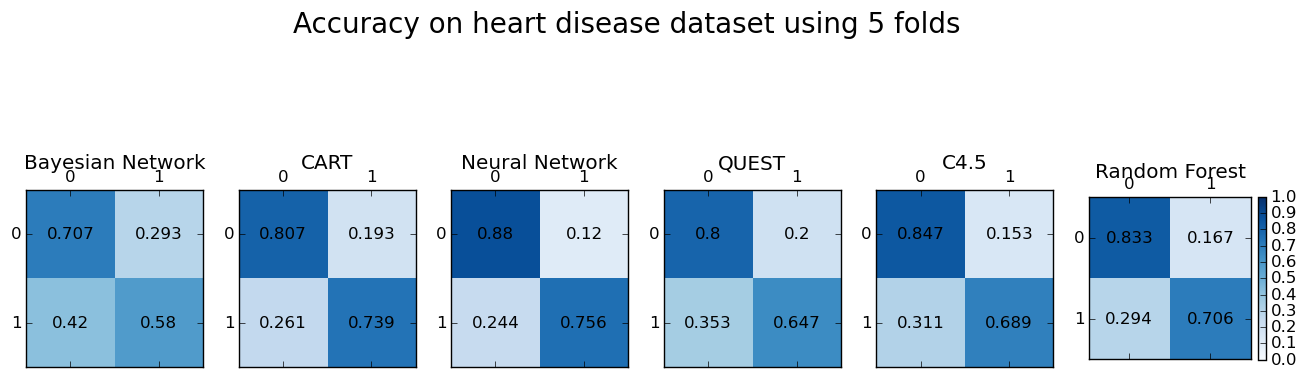 Accuracy on heart disease dataset using 5 folds
Bayesian Network
0 1
0 0.707 0.293
1 0.42 0.58
CART
0 1
0.807 0.193
1 0.261 0.739
0
Neural Network
0 1
0 0.88 0.12
1 0.244 0.756
QUEST
0 1
0 0.8 0.2
1 0.353 0.647
C4.5
0 1
0 0.847 0.153
1 0.311 0.689
Random Forest
0 1
0 0.833 0.167
1 0.294 0.706
1.0
0.9
0.8
0.7
0.6
0.5
0.4
0.3
0.2
0.1
0.0